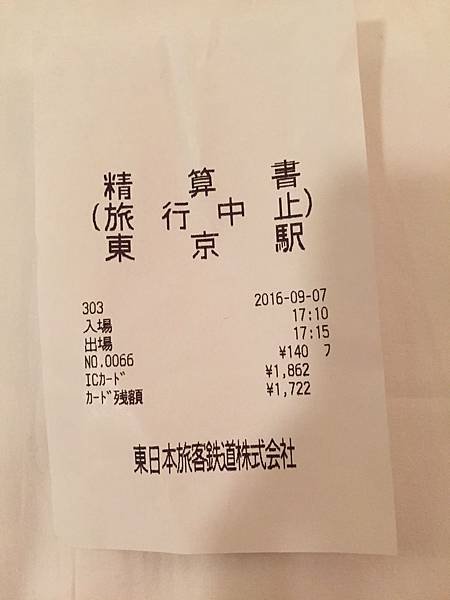 精算書
(旅行中止)
東京駅
303 2016-09-07
入場 17:10
出場 17:15
NO.0066 ¥140 ﾌ
ICｶｰﾄﾞ ¥1,862
ｶｰﾄﾞ残額 ¥1,722
東日本旅客鉄道株式会社